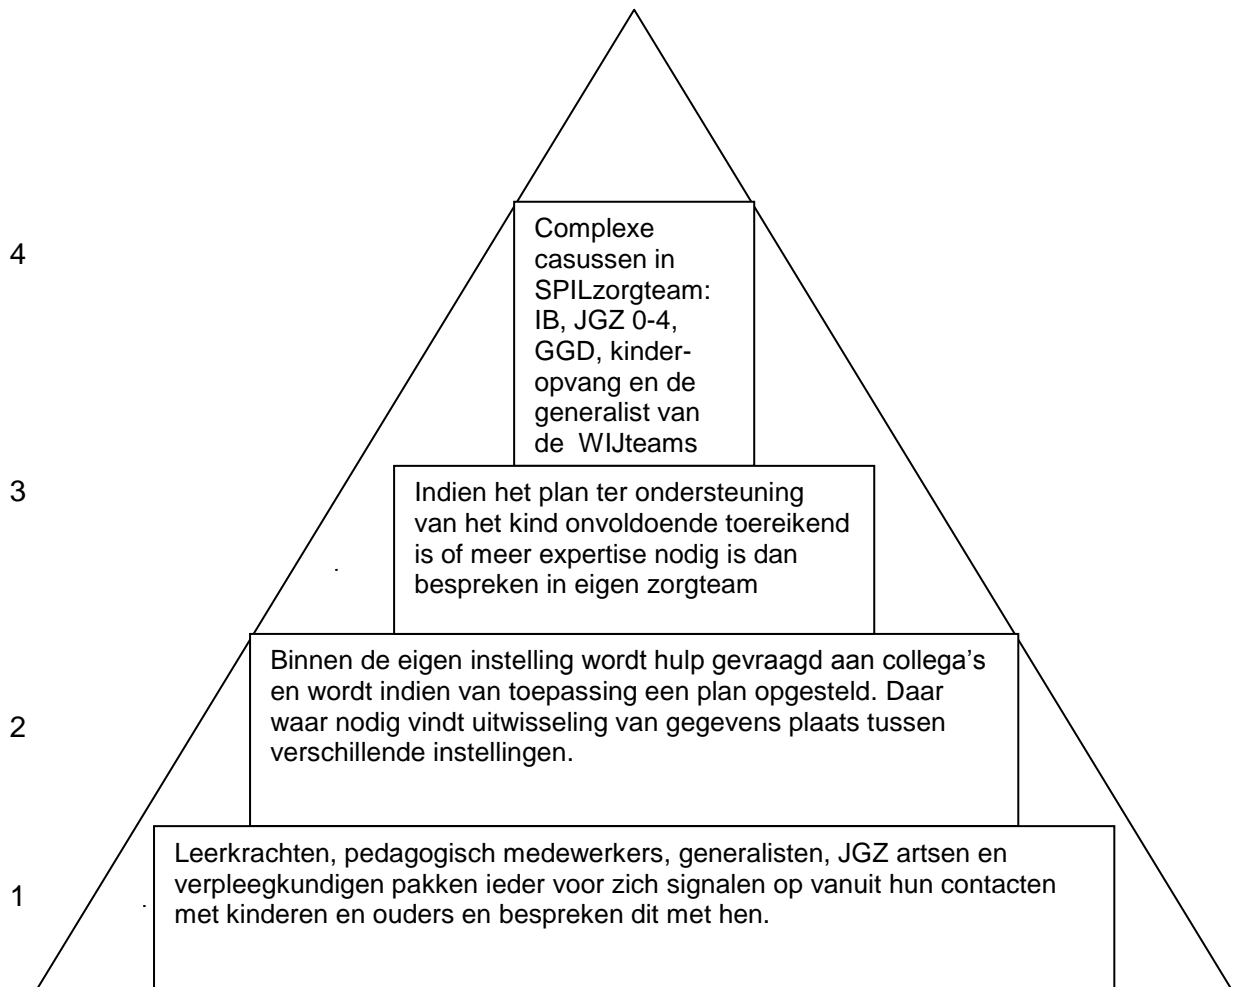 4
Complexe
casussen in
SPILzorgteam:
IB, JGZ 0-4,
GGD, kinder-
opvang en de
generalist van
de WIJteams
3
Indien het plan ter ondersteuning
van het kind onvoldoende toereikend
is of meer expertise nodig is dan
bespreken in eigen zorgteam
2
Binnen de eigen instelling wordt hulp gevraagd aan collega's
en wordt indien van toepassing een plan opgesteld. Daar
waar nodig vindt uitwisseling van gegevens plaats tussen
verschillende instellingen.
1
Leerkrachten, pedagogisch medewerkers, generalisten, JGZ artsen en
verpleegkundigen pakken ieder voor zich signalen op vanuit hun contacten
met kinderen en ouders en bespreken dit met hen.